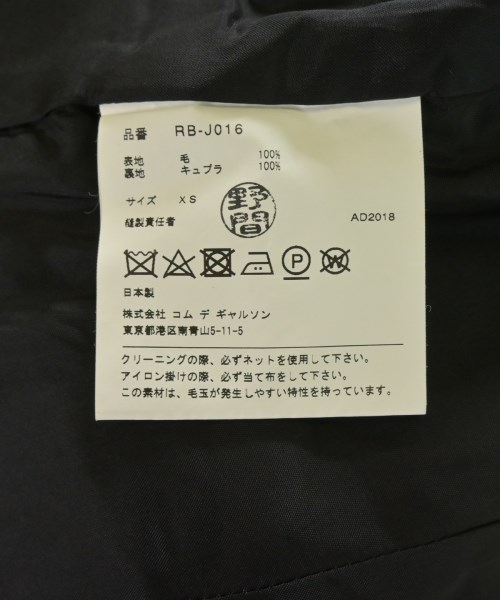 品番 RB-J016
表地 毛 100%
裏地 キュプラ 100%
サイズ XS
縫製責任者 野間 AD2018
P W
日本製
株式会社 コム デ ギャルソン
東京都港区南青山5-11-5
クリーニングの際、必ずネットを使用して下さい。
アイロン掛けの際、必ず当て布をして下さい。
この素材は、毛玉が発生しやすい特性を持っています。